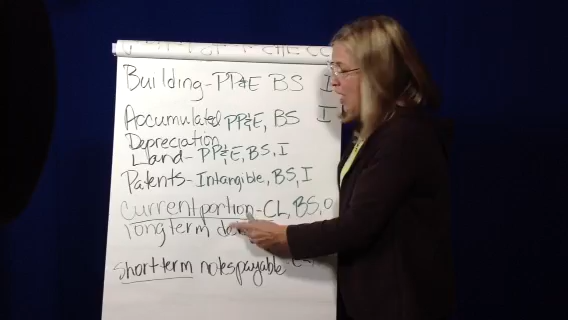 Building-PP&E BS I
Accumulated PP&E, BS I
Depreciation
Land-PP&E, BS, I
Patents-Intangible, BS, I
Current portion-CL, BS, O
long term
short term notes payable